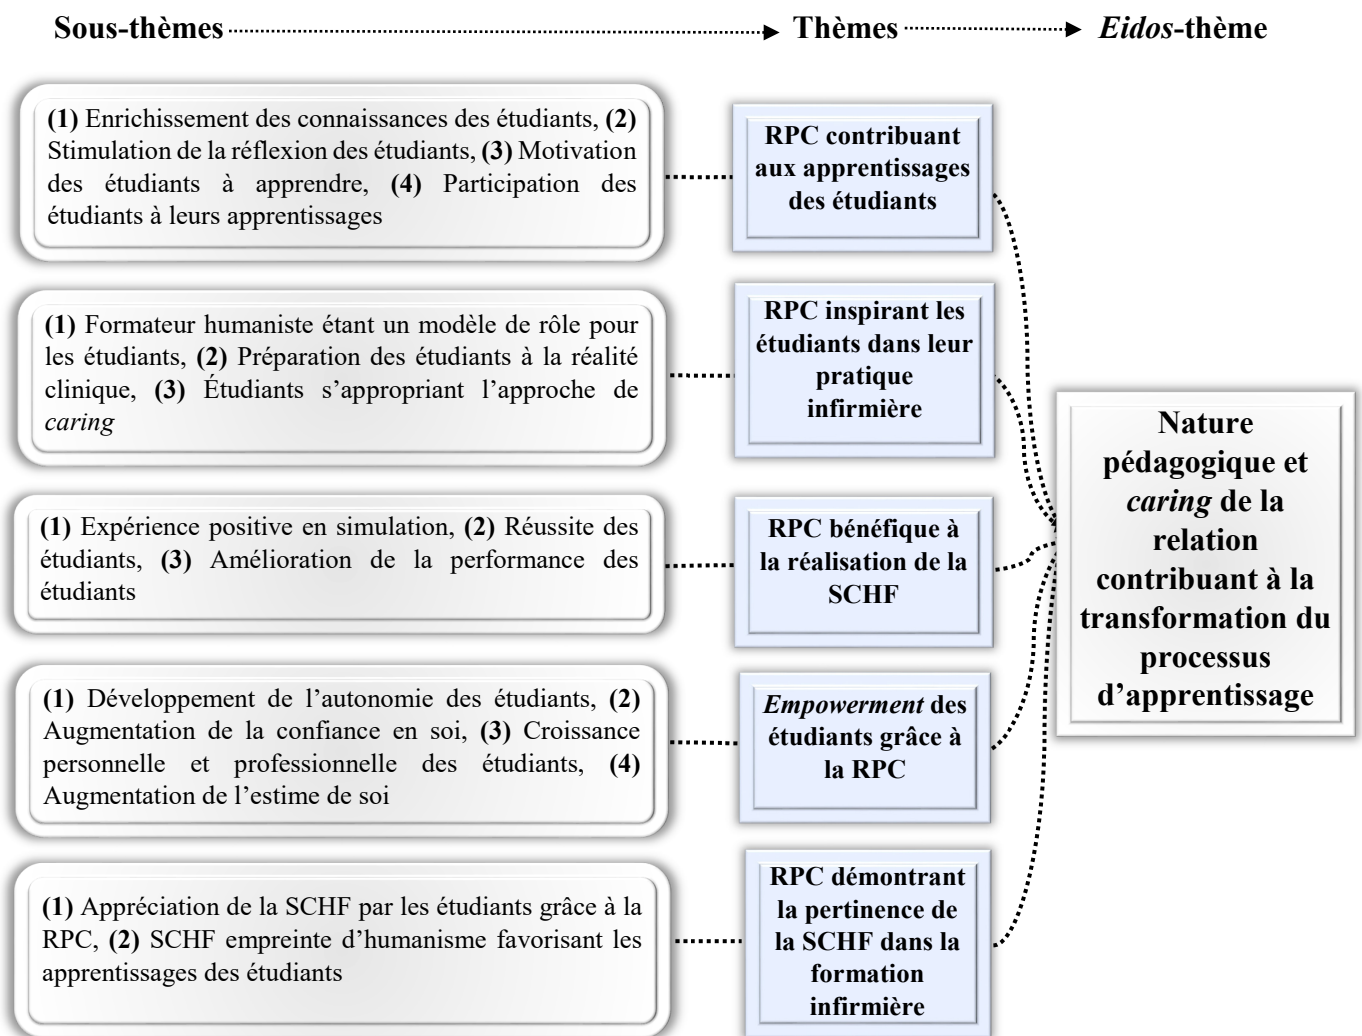 Sous-thèmes Thèmes Eidos-thème
(1) Enrichissement des connaissances des étudiants, (2)
Stimulation de la réflexion des étudiants, (3) Motivation
des étudiants à apprendre, (4) Participation des
étudiants à leurs apprentissages
RPC contribuant
aux apprentissages
des étudiants
(1) Formateur humaniste étant un modèle de rôle pour
les étudiants, (2) Préparation des étudiants à la réalité
clinique, (3) Étudiants s’appropriant l’approche de
caring
RPC inspirant les
étudiants dans leur
pratique
infirmière
(1) Expérience positive en simulation, (2) Réussite des
étudiants, (3) Amélioration de la performance des
étudiants
RPC bénéfique à
la réalisation de la
SCHF
(1) Développement de l’autonomie des étudiants, (2)
Augmentation de la confiance en soi, (3) Croissance
personnelle et professionnelle des étudiants, (4)
Augmentation de l’estime de soi
Empowerment des
étudiants grâce à
la RPC
(1) Appréciation de la SCHF par les étudiants grâce à la
RPC, (2) SCHF empreinte d’humanisme favorisant les
apprentissages des étudiants
RPC démontrant
la pertinence de
la SCHF dans la
formation
infirmière
Nature
pédagogique et
caring de la
relation
contribuant à la
transformation du
processus
d’apprentissage